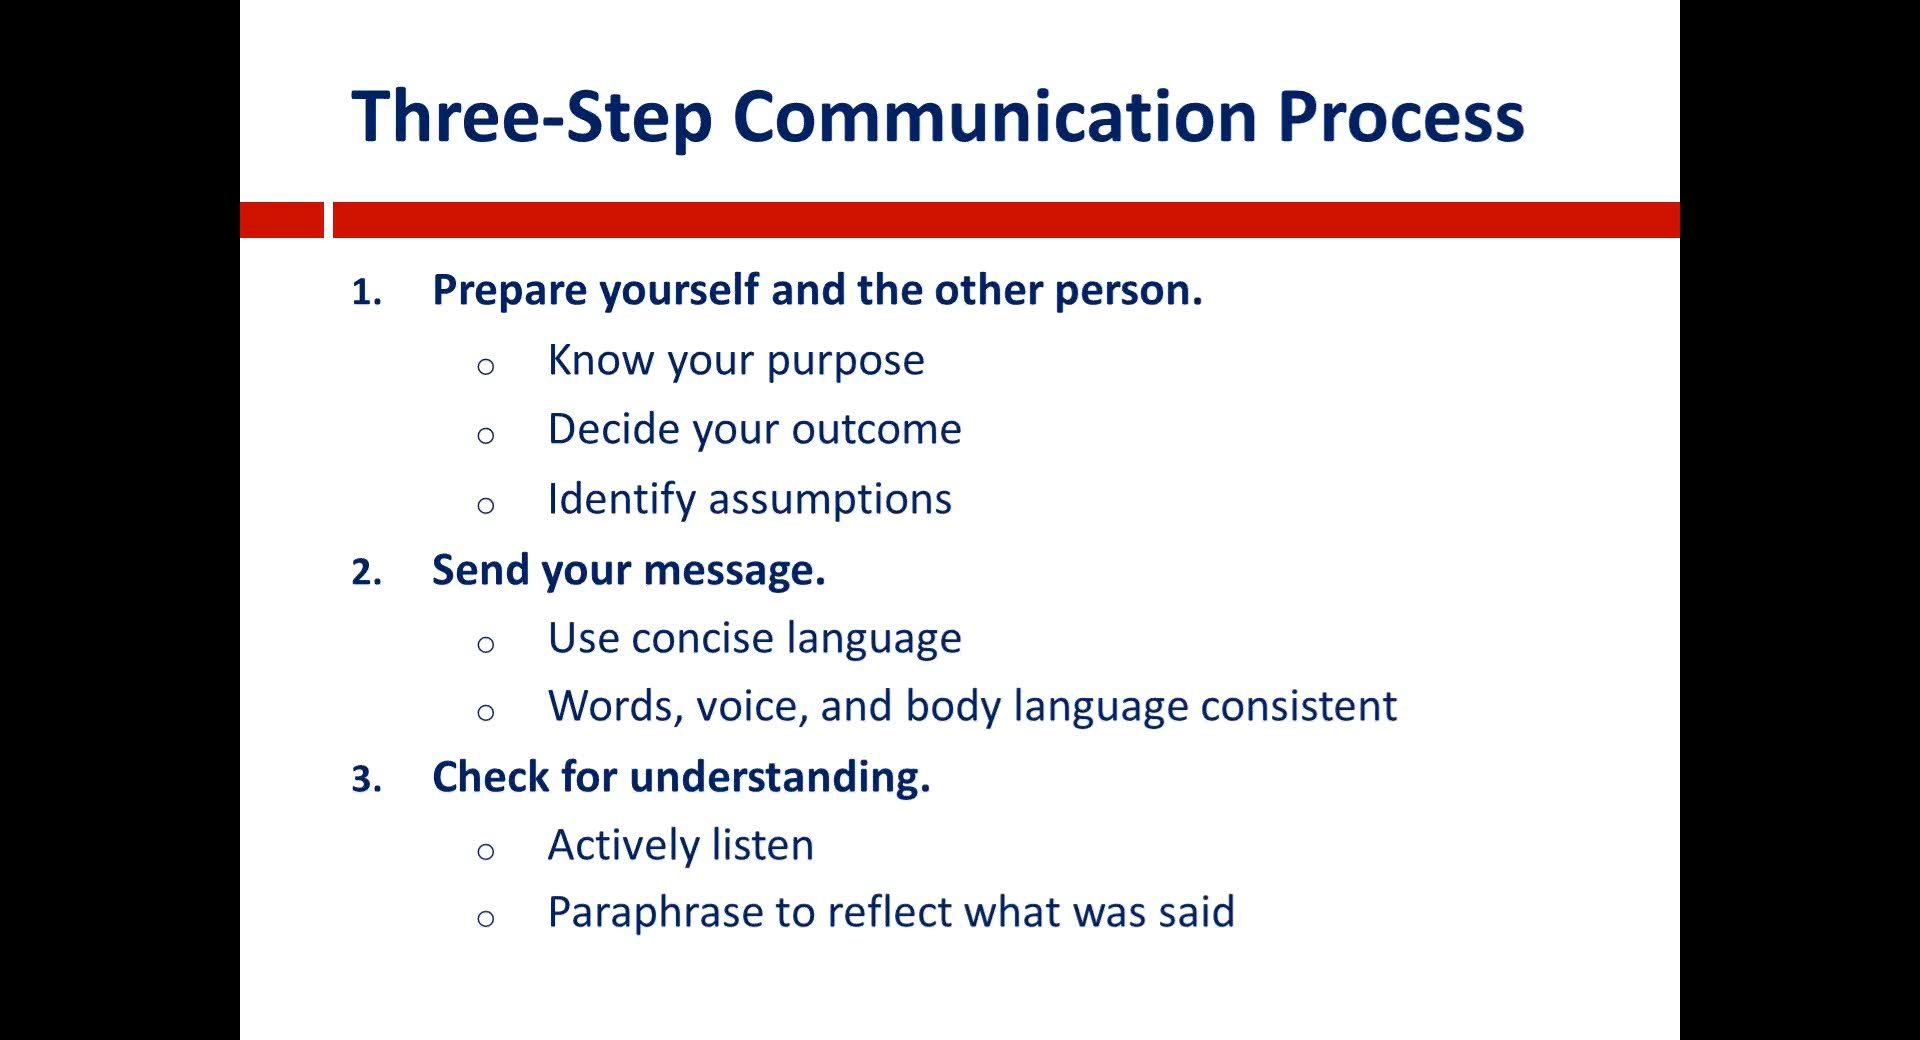 Three-Step Communication Process
1. Prepare yourself and the other person.
○ Know your purpose
○ Decide your outcome
○ Identify assumptions
2. Send your message.
○ Use concise language
○ Words, voice, and body language consistent
3. Check for understanding.
○ Actively listen
○ Paraphrase to reflect what was said